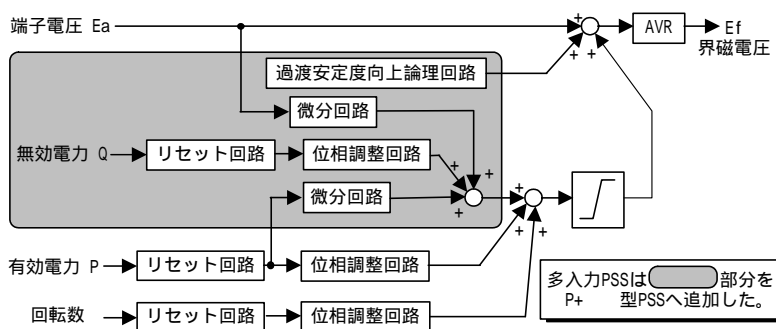 端子電圧 Ea
AVR
Ef
界磁電圧
+ +
過渡安定度向上論理回路
微分回路
無効電力 Q
リセット回路
位相調整回路
+ +
微分回路
+
+
+ +
有効電力 P
リセット回路
位相調整回路
回転数
リセット回路
位相調整回路
多入力PSSは 部分を
P+ 型PSSへ追加した。